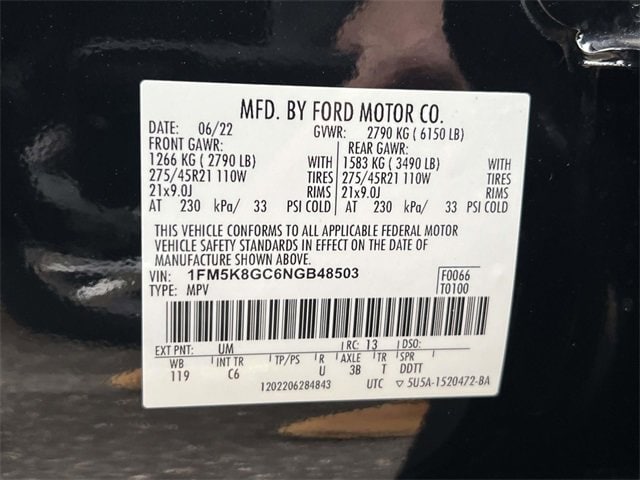 MFD. BY FORD MOTOR CO.
DATE: 06/22 GVWR: 2790 KG ( 6150 LB)
FRONT GAWR: REAR GAWR:
1266 KG ( 2790 LB) WITH 1583 KG ( 3490 LB) WITH
275/45R21 110W TIRES 275/45R21 110W TIRES
21x9.0J RIMS 21x9.0J RIMS
AT 230 kPa/ 33 PSI COLD AT 230 kPa/ 33 PSI COLD
THIS VEHICLE CONFORMS TO ALL APPLICABLE FEDERAL MOTOR
VEHICLE SAFETY STANDARDS IN EFFECT ON THE DATE OF
MANUFACTURE SHOWN ABOVE.
VIN: 1FM5K8GC6NGB48503 F0066
TYPE: MPV T0100
EXT PNT: UM RC: 13 DSO:
WB INT TR TP/PS R AXLE TR SPR
119 C6 U 3B T DDTT
1202206284843 UTC ▽ 5U5A-1520472-BA